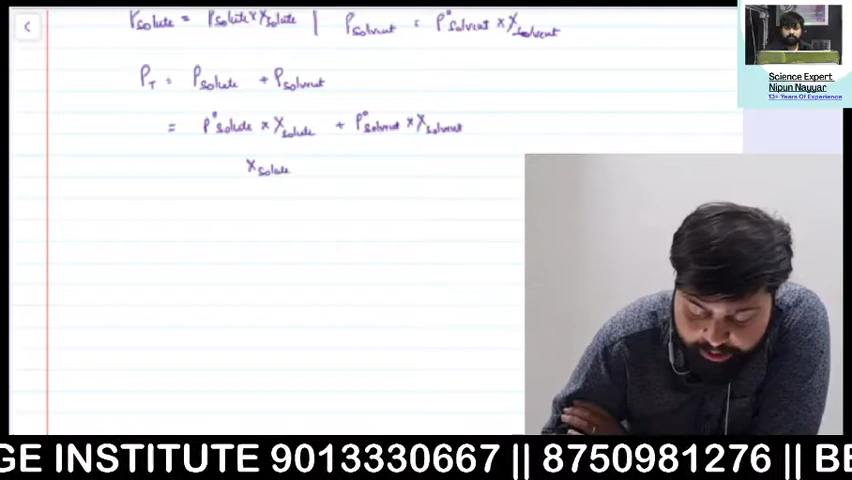 Psolute = P°solute × Xsolute | Psolvent = P°solvent × Xsolvent
PT = Psolute + Psolvent
= P°solute × Xsolute + P°solvent × Xsolvent
Xsolute
Science Expert
Nipun Nayyar
13+ Years Of Experience
GE INSTITUTE 9013330667 || 8750981276 || BE